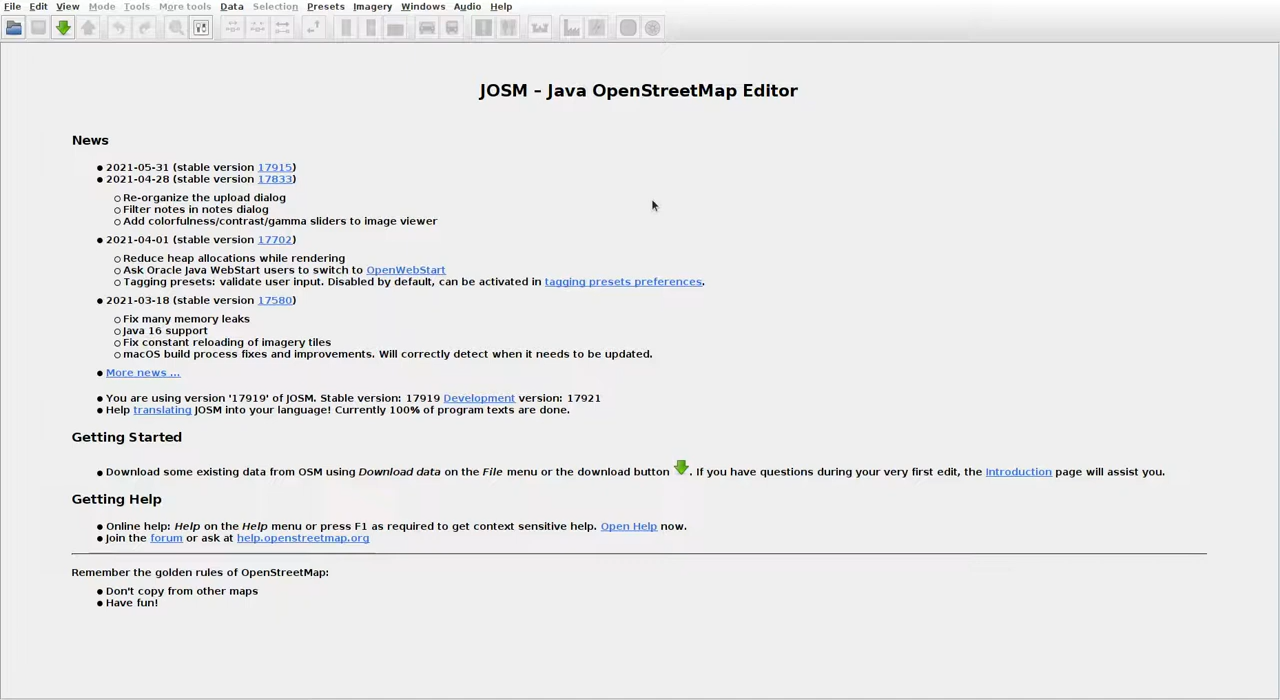 File Edit View Mode Tools More tools Data Selection Presets Imagery Windows Audio Help
JOSM – Java OpenStreetMap Editor
News
2021-05-31 (stable version 17915)
2021-04-28 (stable version 17833)
Re-organize the upload dialog
Filter notes in notes dialog
Add colorfulness/contrast/gamma sliders to image viewer
2021-04-01 (stable version 17702)
Reduce heap allocations while rendering
Ask Oracle Java WebStart users to switch to OpenWebStart
Tagging presets: validate user input. Disabled by default, can be activated in tagging presets preferences.
2021-03-18 (stable version 17580)
Fix many memory leaks
Java 16 support
Fix constant reloading of imagery tiles
macOS build process fixes and improvements. Will correctly detect when it needs to be updated.
More news ...
You are using version '17919' of JOSM. Stable version: 17919 Development version: 17921
Help translating JOSM into your language! Currently 100% of program texts are done.
Getting Started
Download some existing data from OSM using Download data on the File menu or the download button . If you have questions during your very first edit, the Introduction page will assist you.
Getting Help
Online help: Help on the Help menu or press F1 as required to get context sensitive help. Open Help now.
Join the forum or ask at help.openstreetmap.org
Remember the golden rules of OpenStreetMap:
Don't copy from other maps
Have fun!